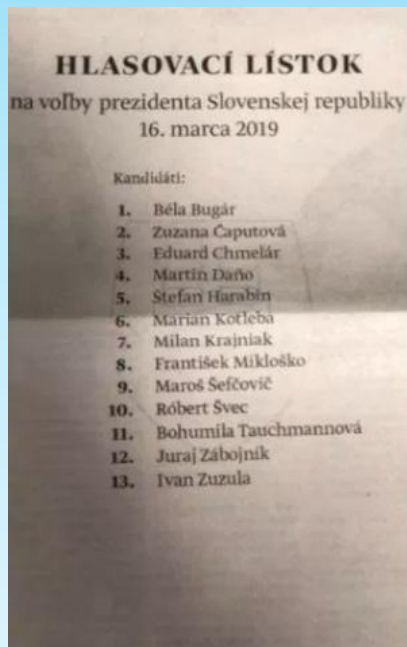 HLASOVACÍ LÍSTOK
na voľby prezidenta Slovenskej republiky
16. marca 2019
Kandidáti:
1. Béla Bugár
2. Zuzana Čaputová
3. Eduard Chmelár
4. Martin Daňo
5. Štefan Harabin
6. Marian Kotleba
7. Milan Krajniak
8. František Mikloško
9. Maroš Šefčovič
10. Róbert Švec
11. Bohumila Tauchmannová
12. Juraj Zábojník
13. Ivan Zuzula